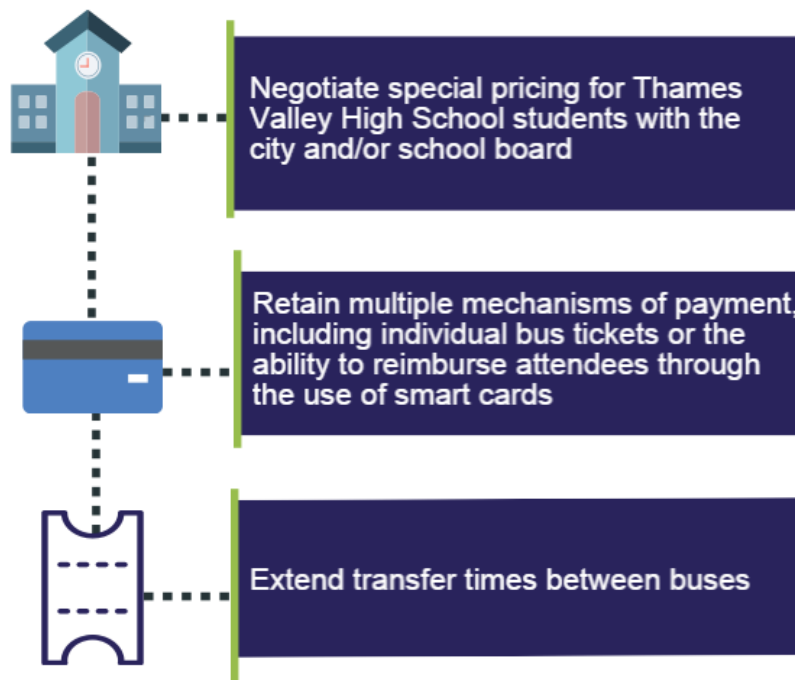 Negotiate special pricing for Thames
Valley High School students with the
city and/or school board
Retain multiple mechanisms of payment,
including individual bus tickets or the
ability to reimburse attendees through
the use of smart cards
Extend transfer times between buses